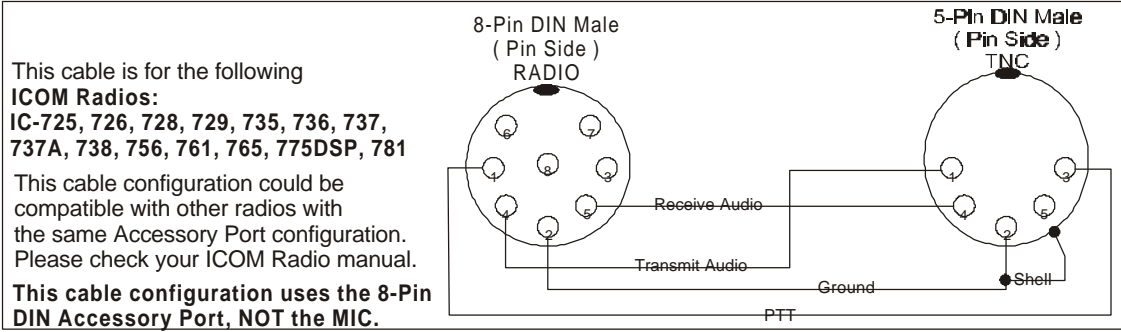 This cable is for the following
ICOM Radios:
IC-725, 726, 728, 729, 735, 736, 737,
737A, 738, 756, 761, 765, 775DSP, 781
This cable configuration could be
compatible with other radios with
the same Accessory Port configuration.
Please check your ICOM Radio manual.
This cable configuration uses the 8-Pin
DIN Accessory Port, NOT the MIC.
8-Pin DIN Male
( Pin Side )
RADIO
6 7
1 8 3
4 5
2
5-Pin DIN Male
( Pin Side )
TNC
1 3
4 5
2
Receive Audio
Transmit Audio
Ground
Shell
PTT